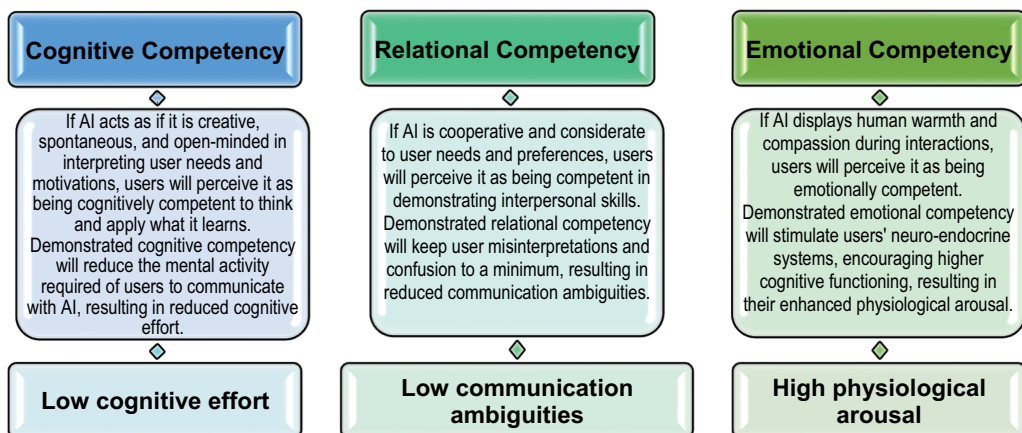 Cognitive Competency
If AI acts as if it is creative,
spontaneous, and open-minded in
interpreting user needs and
motivations, users will perceive it as
being cognitively competent to think
and apply what it learns.
Demonstrated cognitive competency
will reduce the mental activity
required of users to communicate
with AI, resulting in reduced cognitive
effort.
Low cognitive effort
Relational Competency
If AI is cooperative and considerate
to user needs and preferences, users
will perceive it as being competent in
demonstrating interpersonal skills.
Demonstrated relational competency
will keep user misinterpretations and
confusion to a minimum, resulting in
reduced communication ambiguities.
Low communication
ambiguities
Emotional Competency
If AI displays human warmth and
compassion during interactions,
users will perceive it as being
emotionally competent.
Demonstrated emotional competency
will stimulate users' neuro-endocrine
systems, encouraging higher
cognitive functioning, resulting in
their enhanced physiological arousal.
High physiological
arousal